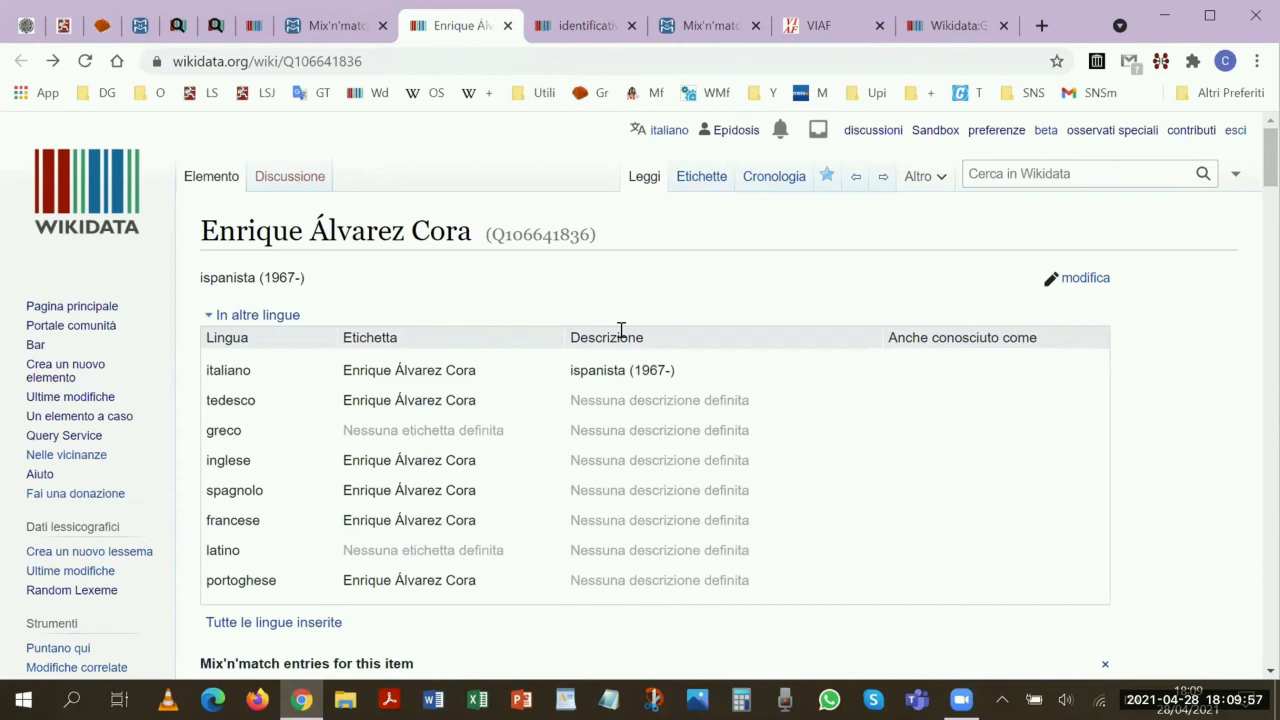 Mix'n'matc
Enrique Álv
identificativ
Mix'n'match
VIAF
Wikidata:G
wikidata.org/wiki/Q106641836
App
DG
O
LS
LSJ
GT
Wd
OS
+
Utili
Gr
Mf
WMf
Y
M
Upi
+
T
SNS
SNSm
Altri Preferiti
italiano
Epidosis
discussioni
Sandbox
preferenze
beta
osservati speciali
contributi
esci
WIKIDATA
Elemento
Discussione
Leggi
Etichette
Cronologia
Altro
Cerca in Wikidata
Enrique Álvarez Cora (Q106641836)
ispanista (1967-)
modifica
In altre lingue
Lingua Etichetta Descrizione Anche conosciuto come
italiano Enrique Álvarez Cora ispanista (1967-)
tedesco Enrique Álvarez Cora Nessuna descrizione definita
greco Nessuna etichetta definita Nessuna descrizione definita
inglese Enrique Álvarez Cora Nessuna descrizione definita
spagnolo Enrique Álvarez Cora Nessuna descrizione definita
francese Enrique Álvarez Cora Nessuna descrizione definita
latino Nessuna etichetta definita Nessuna descrizione definita
portoghese Enrique Álvarez Cora Nessuna descrizione definita
Tutte le lingue inserite
Mix'n'match entries for this item
Pagina principale
Portale comunità
Bar
Crea un nuovo
elemento
Ultime modifiche
Un elemento a caso
Query Service
Nelle vicinanze
Aiuto
Fai una donazione
Dati lessicografici
Crea un nuovo lessema
Ultime modifiche
Random Lexeme
Strumenti
Puntano qui
Modifiche correlate
2021-04-28 18:09:57
28/04/2021